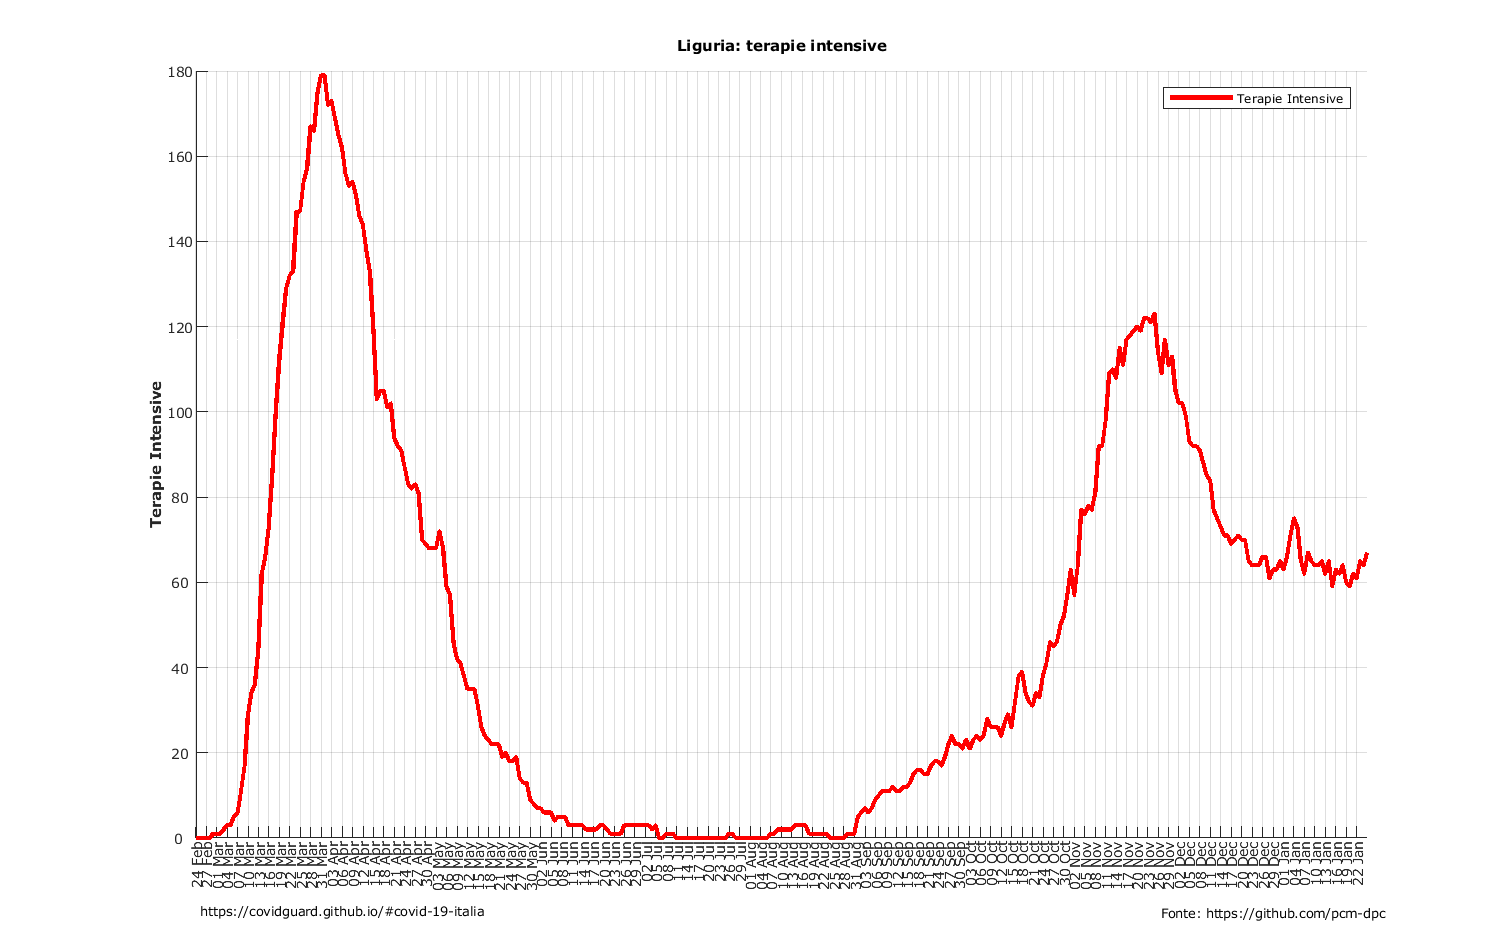 Liguria: terapie intensive
Terapie Intensive
180
160
140
120
100
80
60
40
20
0
Terapie Intensive
24 Feb
27 Feb
01 Mar
04 Mar
07 Mar
10 Mar
13 Mar
16 Mar
19 Mar
22 Mar
25 Mar
28 Mar
31 Mar
03 Apr
06 Apr
09 Apr
12 Apr
15 Apr
18 Apr
21 Apr
24 Apr
27 Apr
30 Apr
03 May
06 May
09 May
12 May
15 May
18 May
21 May
24 May
27 May
30 May
02 Jun
05 Jun
08 Jun
11 Jun
14 Jun
17 Jun
20 Jun
23 Jun
26 Jun
29 Jun
02 Jul
05 Jul
08 Jul
11 Jul
14 Jul
17 Jul
20 Jul
23 Jul
26 Jul
29 Jul
01 Aug
04 Aug
07 Aug
10 Aug
13 Aug
16 Aug
19 Aug
22 Aug
25 Aug
28 Aug
31 Aug
03 Sep
06 Sep
09 Sep
12 Sep
15 Sep
18 Sep
21 Sep
24 Sep
27 Sep
30 Sep
03 Oct
06 Oct
09 Oct
12 Oct
15 Oct
18 Oct
21 Oct
24 Oct
27 Oct
30 Oct
02 Nov
05 Nov
08 Nov
11 Nov
14 Nov
17 Nov
20 Nov
23 Nov
26 Nov
29 Nov
02 Dec
05 Dec
08 Dec
11 Dec
14 Dec
17 Dec
20 Dec
23 Dec
26 Dec
29 Dec
01 Jan
04 Jan
07 Jan
10 Jan
13 Jan
16 Jan
19 Jan
22 Jan
https://covidguard.github.io/#covid-19-italia
Fonte: https://github.com/pcm-dpc